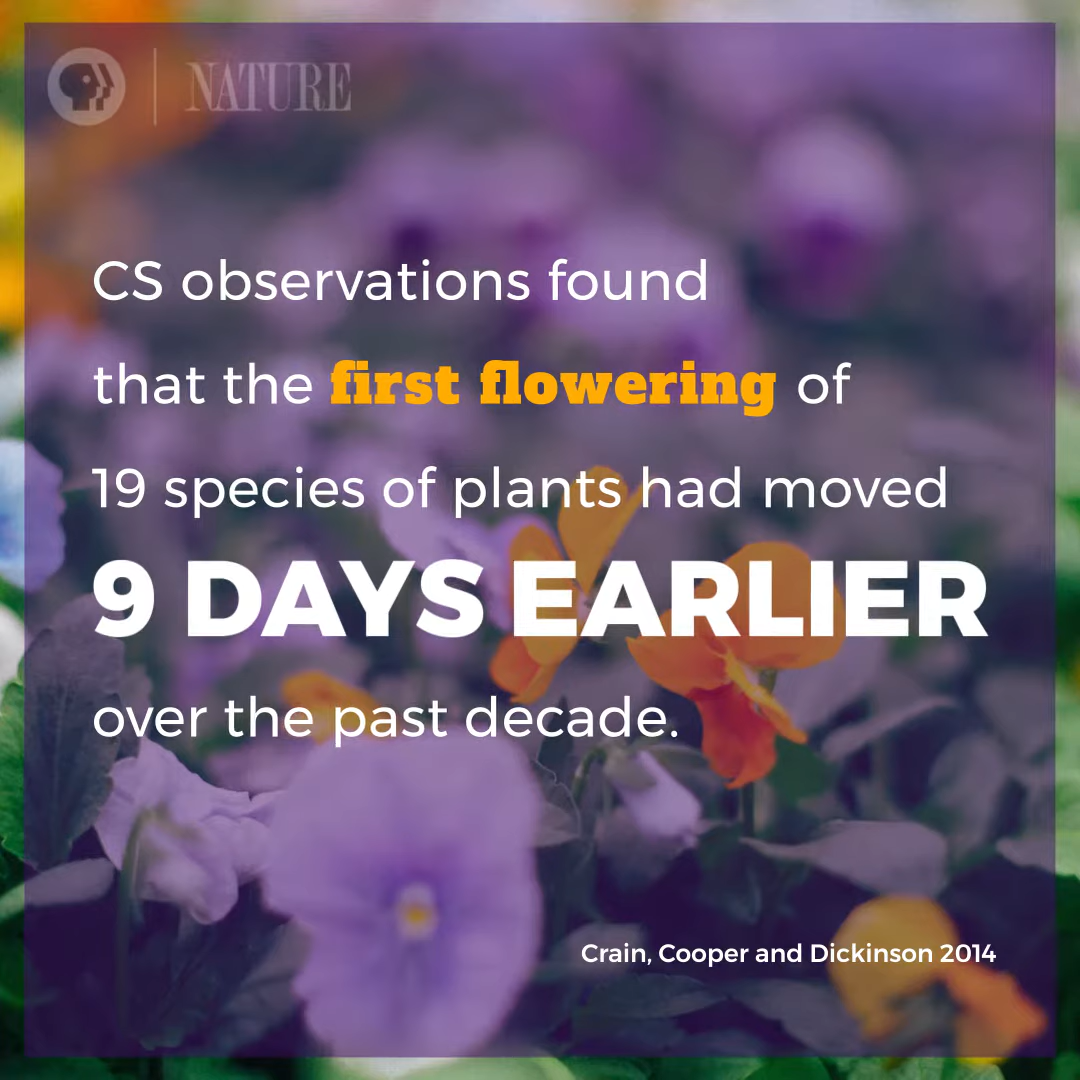 NATURE
CS observations found
that the first flowering of
19 species of plants had moved
9 DAYS EARLIER
over the past decade.
Crain, Cooper and Dickinson 2014